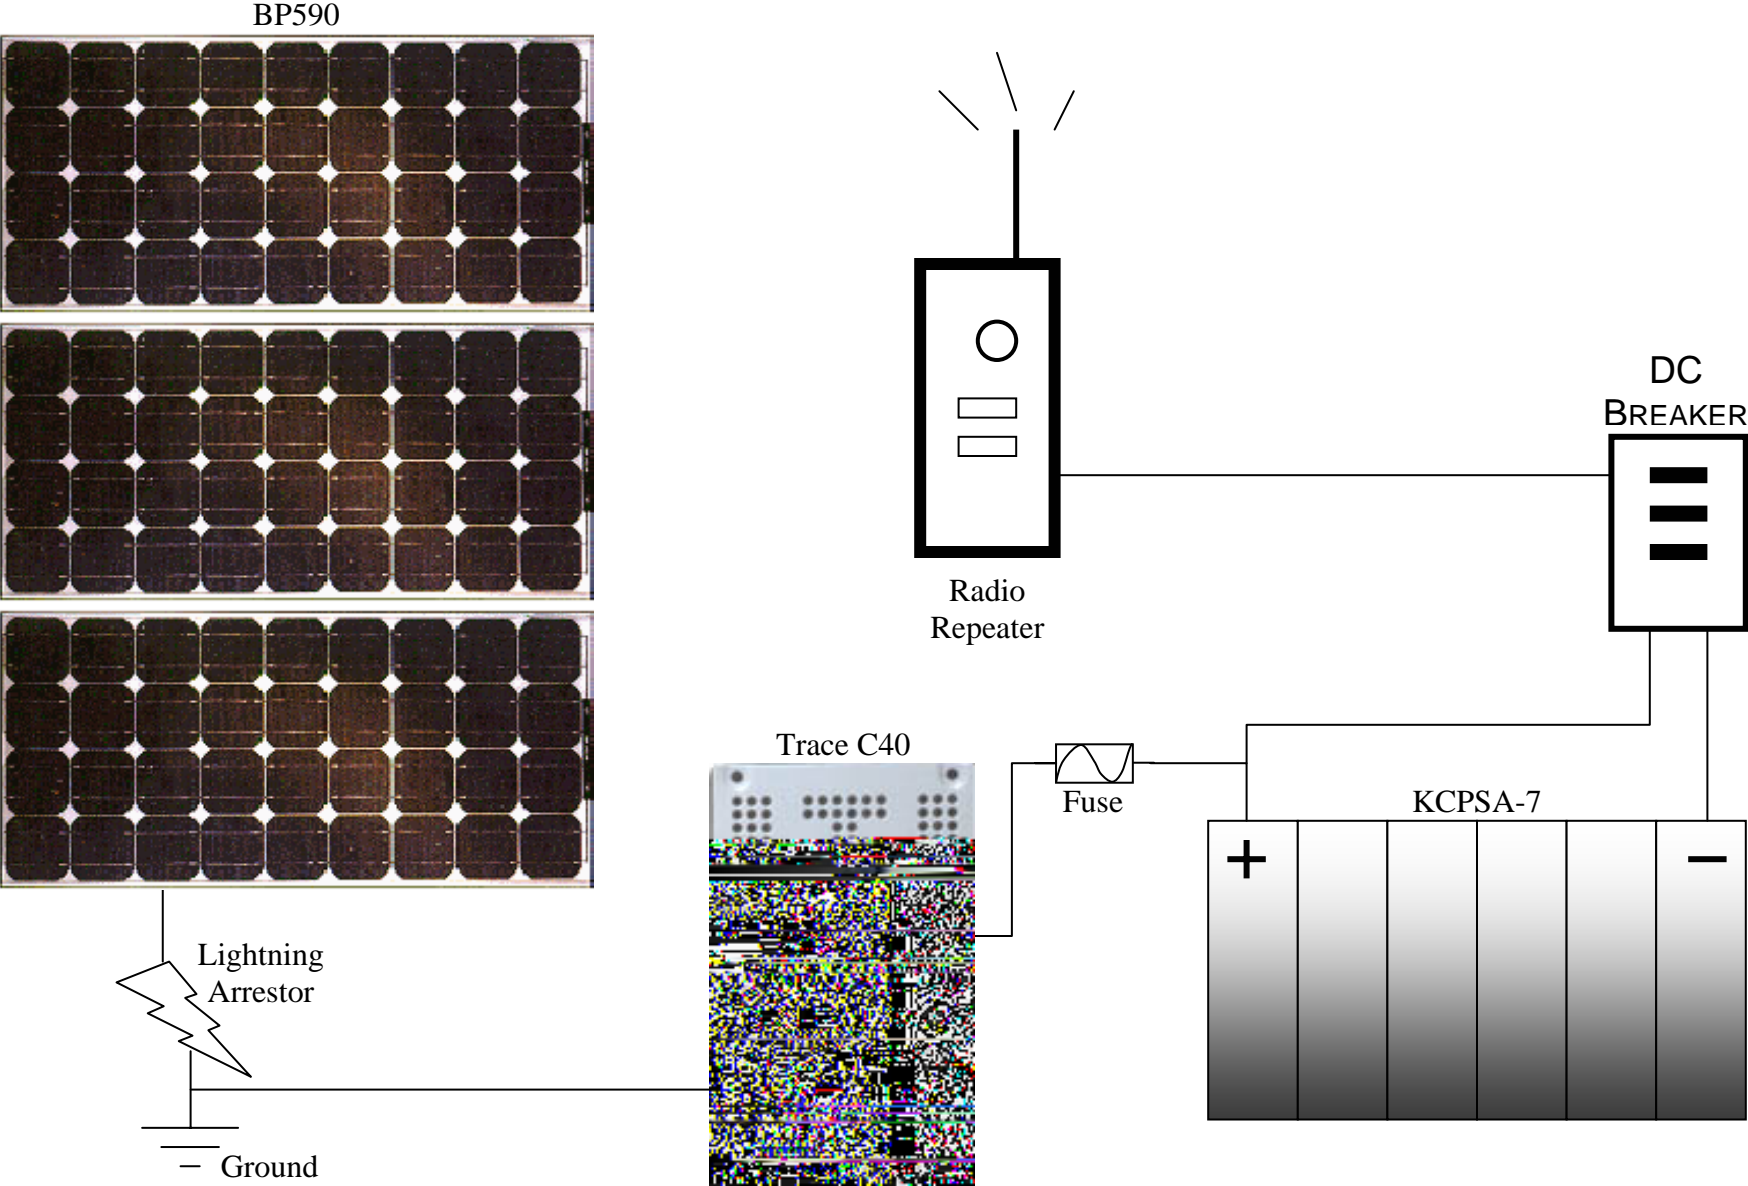 BP590
DC
BREAKER
Radio
Repeater
Trace C40
Fuse
KCPSA-7
+
−
Lightning
Arrestor
Ground